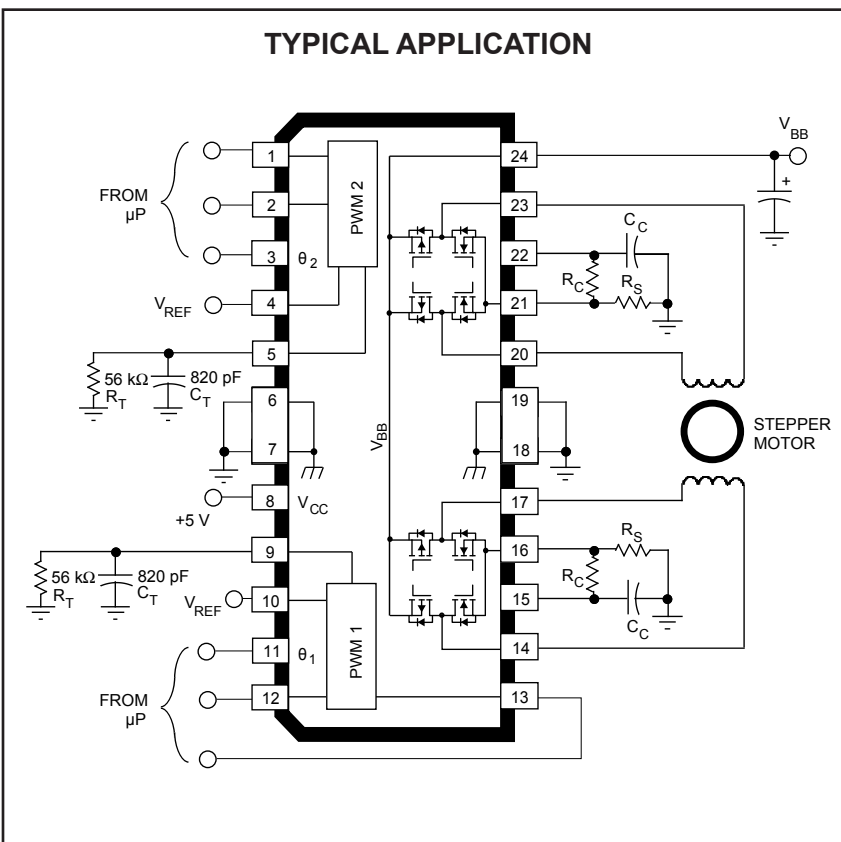 TYPICAL APPLICATION
V_BB
1
24
FROM
µP
2
PWM 2
23
+
3
θ_2
22
C_C
R_C
R_S
V_REF
4
21
5
20
56 kΩ
R_T
820 pF
C_T
6
19
7
V_BB
18
STEPPER
MOTOR
+5 V
8
V_CC
17
9
16
R_S
R_C
56 kΩ
R_T
820 pF
C_T
V_REF
10
15
C_C
11
θ_1
PWM 1
14
FROM
µP
12
13